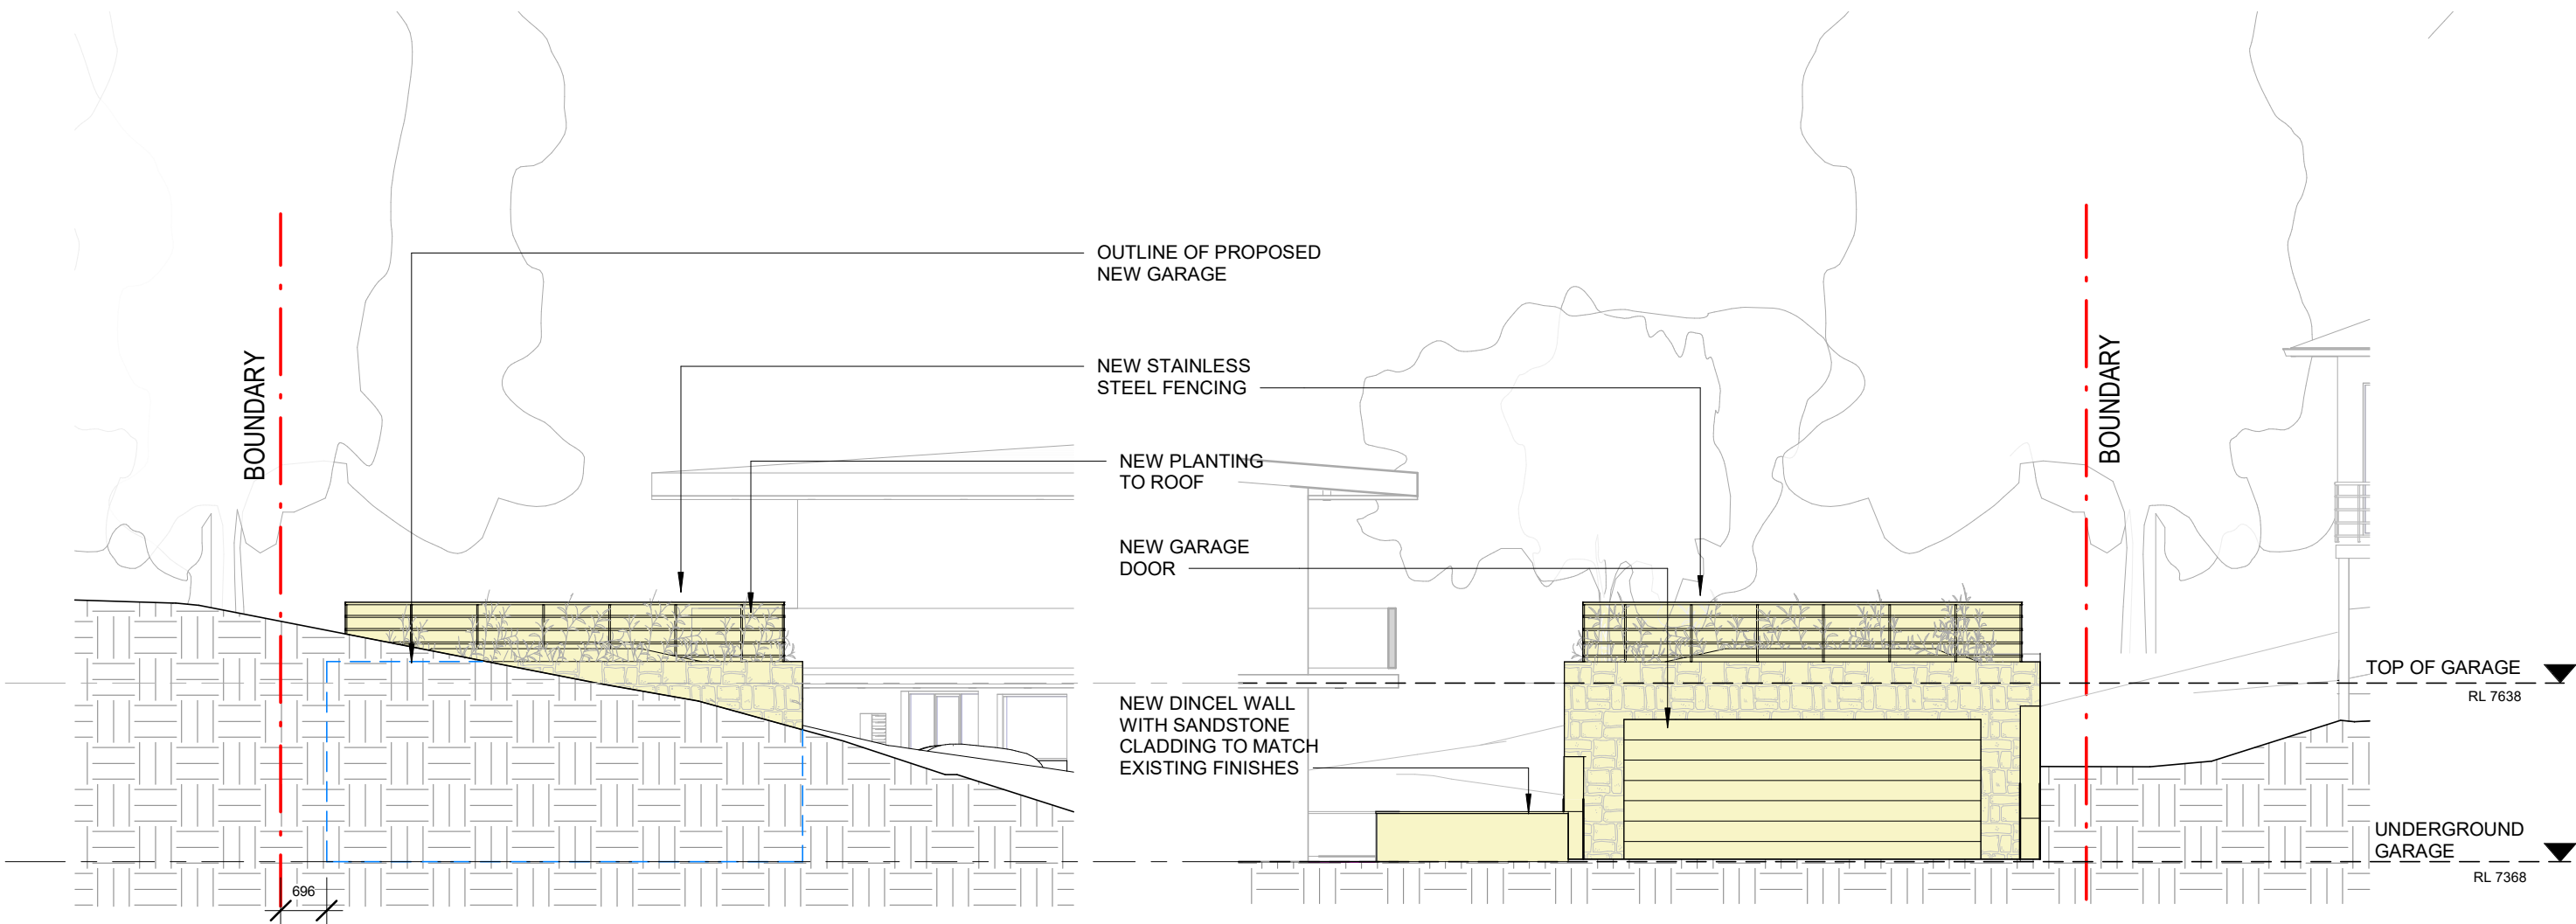 OUTLINE OF PROPOSED
NEW GARAGE
BOUNDARY
BOUNDARY
NEW STAINLESS
STEEL FENCING
NEW PLANTING
TO ROOF
NEW GARAGE
DOOR
TOP OF GARAGE
RL 7638
NEW DINCEL WALL
WITH SANDSTONE
CLADDING TO MATCH
EXISTING FINISHES
UNDERGROUND
GARAGE
RL 7368
696